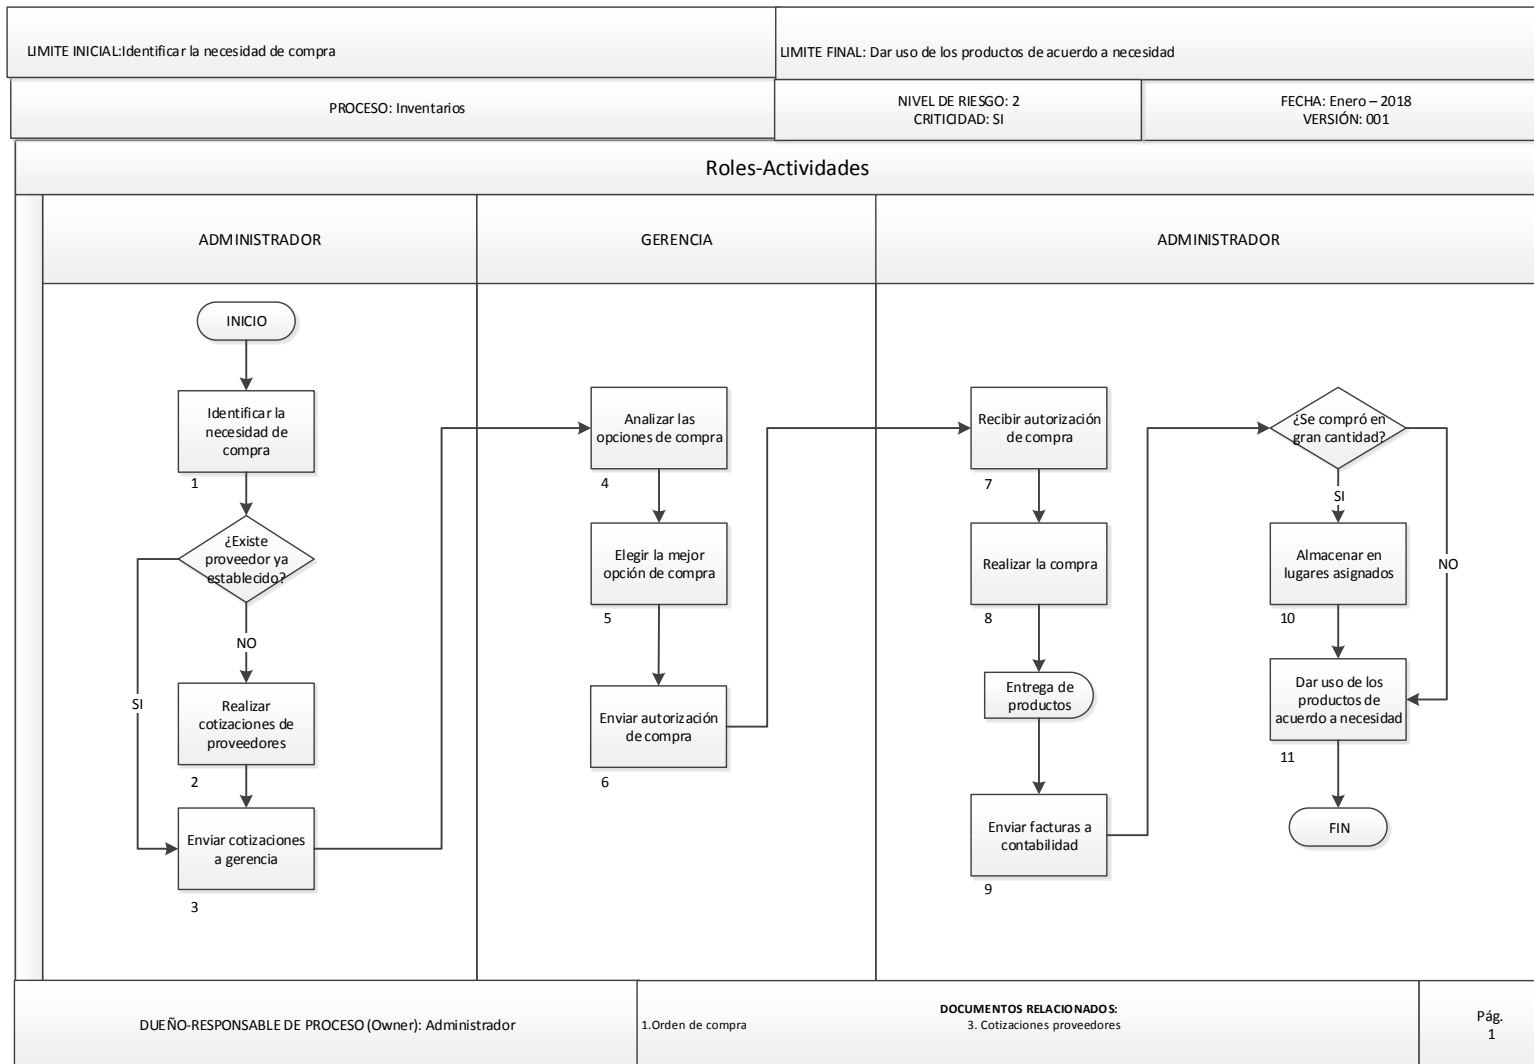 LIMITE INICIAL:Identificar la necesidad de compra
LIMITE FINAL: Dar uso de los productos de acuerdo a necesidad
PROCESO: Inventarios
NIVEL DE RIESGO: 2
CRITICIDAD: SI
FECHA: Enero – 2018
VERSIÓN: 001
Roles-Actividades
ADMINISTRADOR
GERENCIA
ADMINISTRADOR
INICIO
Identificar la
necesidad de
compra
1
¿Existe
proveedor ya
establecido?
NO
SI
Realizar
cotizaciones de
proveedores
2
Enviar cotizaciones
a gerencia
3
Analizar las
opciones de compra
4
Elegir la mejor
opción de compra
5
Enviar autorización
de compra
6
Recibir autorización
de compra
7
Realizar la compra
8
Entrega de
productos
Enviar facturas a
contabilidad
9
¿Se compró en
gran cantidad?
SI
NO
Almacenar en
lugares asignados
10
Dar uso de los
productos de
acuerdo a necesidad
11
FIN
DUEÑO-RESPONSABLE DE PROCESO (Owner): Administrador
DOCUMENTOS RELACIONADOS:
1.Orden de compra
3. Cotizaciones proveedores
Pág.
1